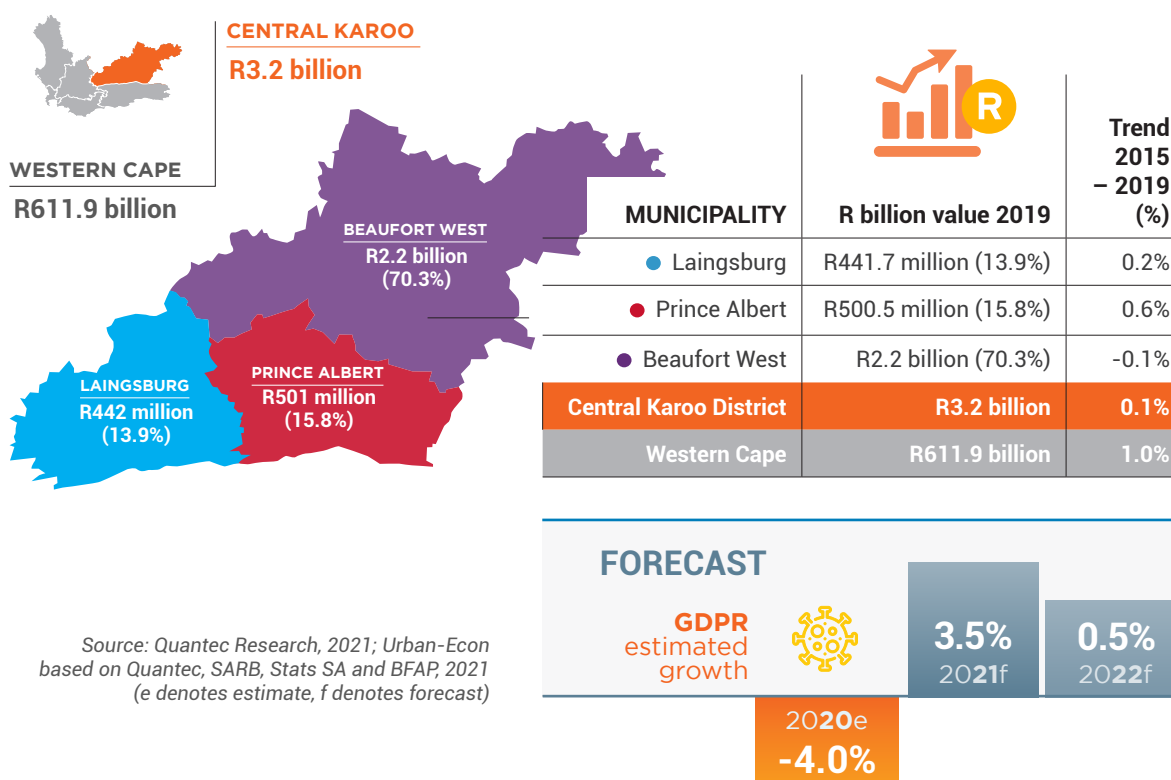 CENTRAL KAROO
R3.2 billion
WESTERN CAPE
R611.9 billion
BEAUFORT WEST
R2.2 billion
(70.3%)
LAINGSBURG
R442 million
(13.9%)
PRINCE ALBERT
R501 million
(15.8%)
R
MUNICIPALITY
R billion value 2019
Trend
2015
– 2019
(%)
Laingsburg R441.7 million (13.9%) 0.2%
Prince Albert R500.5 million (15.8%) 0.6%
Beaufort West R2.2 billion (70.3%) -0.1%
Central Karoo District R3.2 billion 0.1%
Western Cape R611.9 billion 1.0%
FORECAST
GDPR
estimated
growth
2020e
-4.0%
3.5%
2021f
0.5%
2022f
Source: Quantec Research, 2021; Urban-Econ
based on Quantec, SARB, Stats SA and BFAP, 2021
(e denotes estimate, f denotes forecast)